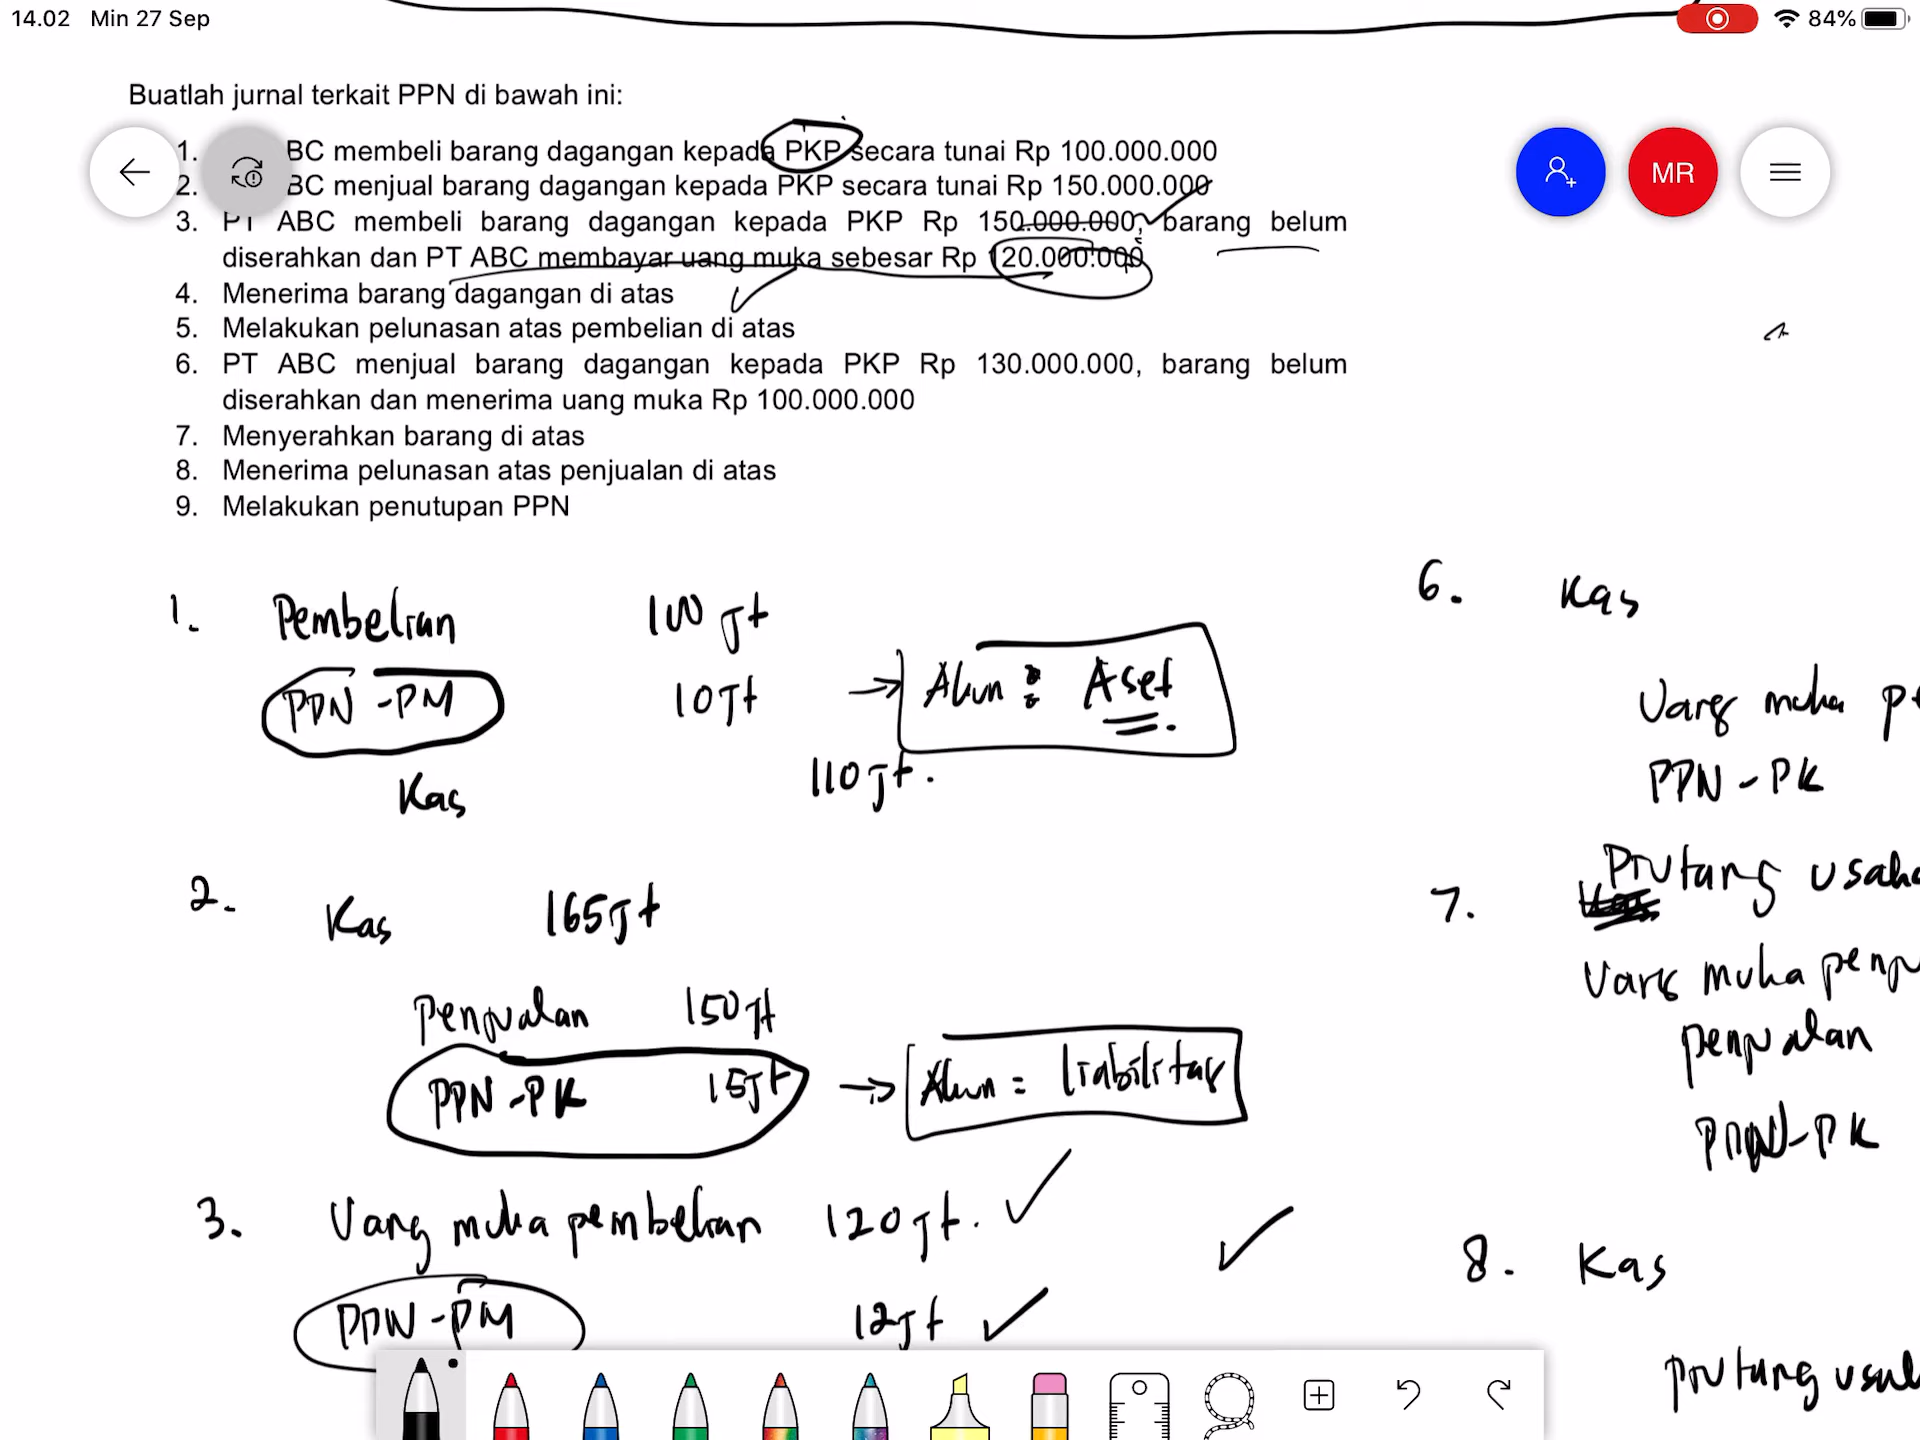 14.02 Min 27 Sep
84%
Buatlah jurnal terkait PPN di bawah ini:
1. BC membeli barang dagangan kepada PKP secara tunai Rp 100.000.000
2. BC menjual barang dagangan kepada PKP secara tunai Rp 150.000.000
3. PT ABC membeli barang dagangan kepada PKP Rp 150.000.000, barang belum
diserahkan dan PT ABC membayar uang muka sebesar Rp 120.000.000
4. Menerima barang dagangan di atas
5. Melakukan pelunasan atas pembelian di atas
6. PT ABC menjual barang dagangan kepada PKP Rp 130.000.000, barang belum
diserahkan dan menerima uang muka Rp 100.000.000
7. Menyerahkan barang di atas
8. Menerima pelunasan atas penjualan di atas
9. Melakukan penutupan PPN
MR
1. Pembelian 100 Jt
PPN - PM 10 Jt → Akun : Aset
Kas 110 Jt.
2. Kas 165 Jt
Penjualan 150 Jt
PPN - PK 15 Jt → Akun = liabilitas
3. Uang muka pembelian 120 Jt.
PPN - PM 12 Jt
6. Kas
Uang muka pe
PPN - PK
7. Piutang usaha
Uang muka penju
penjualan
PPN - PK
8. Kas
piutang usah